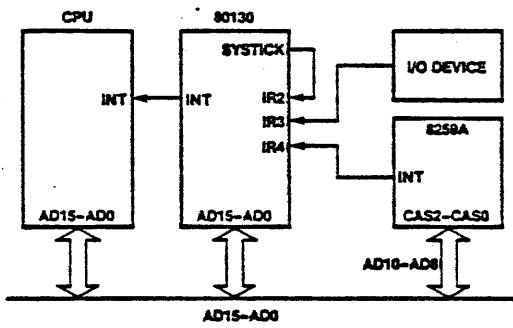 CPU
80130
SYSTICK
I/O DEVICE
INT
INT
IR2
IR3
IR4
8259A
INT
AD15-AD0
AD15-AD0
CAS2-CAS0
AD10-AD8
AD15-AD0